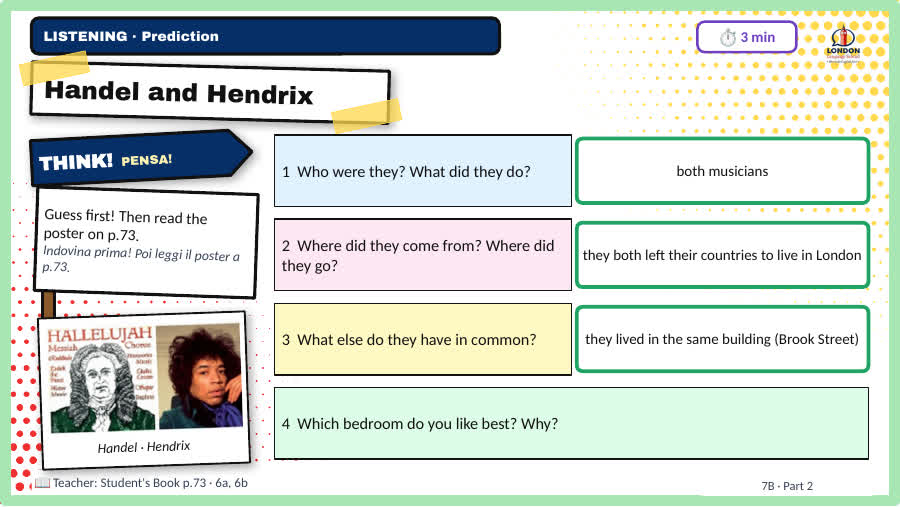 LISTENING · Prediction
3 min
LONDON
Handel and Hendrix
THINK! PENSA!
Guess first! Then read the
poster on p.73.
Indovina prima! Poi leggi il poster a
p.73.
HALLELUJAH
Messiah
Handel · Hendrix
1 Who were they? What did they do?
both musicians
2 Where did they come from? Where did
they go?
they both left their countries to live in London
3 What else do they have in common?
they lived in the same building (Brook Street)
4 Which bedroom do you like best? Why?
Teacher: Student's Book p.73 · 6a, 6b
7B · Part 2